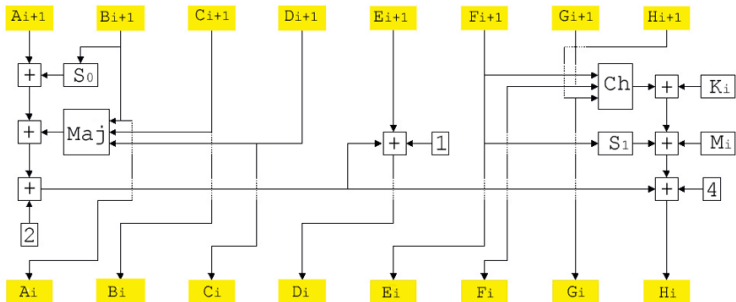 Ai+1 Bi+1 Ci+1 Di+1 Ei+1 Fi+1 Gi+1 Hi+1
+ S0 Ch + Ki
+ Maj + 1 S1 + Mi
+ + 4
2
Ai Bi Ci Di Ei Fi Gi Hi